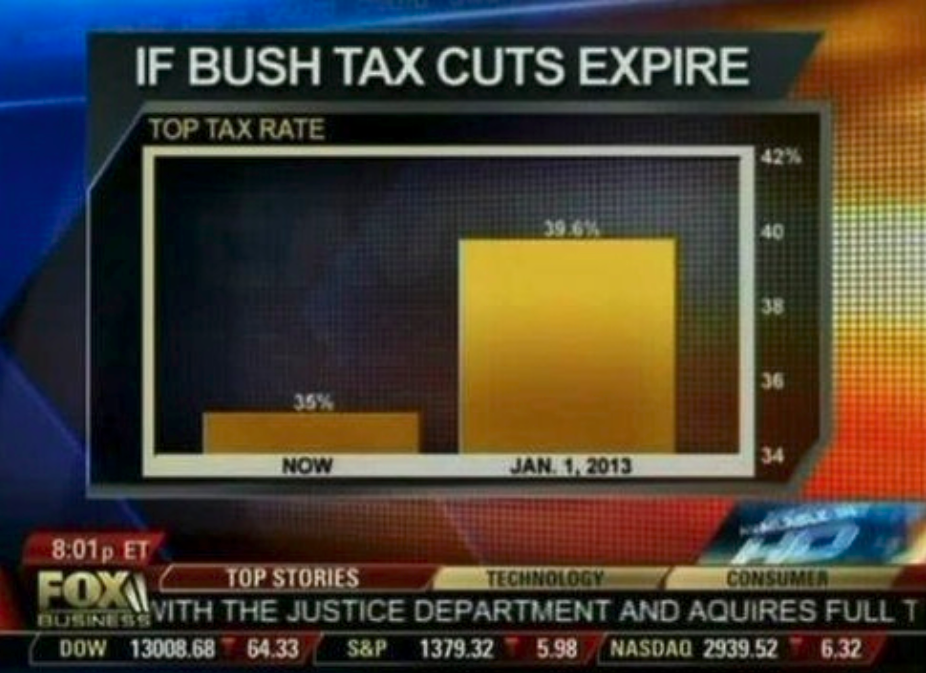 IF BUSH TAX CUTS EXPIRE
TOP TAX RATE
42%
39.6%
40
38
36
35%
34
NOW
JAN. 1, 2013
8:01p ET
TOP STORIES
TECHNOLOGY
CONSUMER
FOX
BUSINESS
WITH THE JUSTICE DEPARTMENT AND AQUIRES FULL T
DOW 13008.68 64.33 S&P 1379.32 5.98 NASDAQ 2939.52 6.32
HD